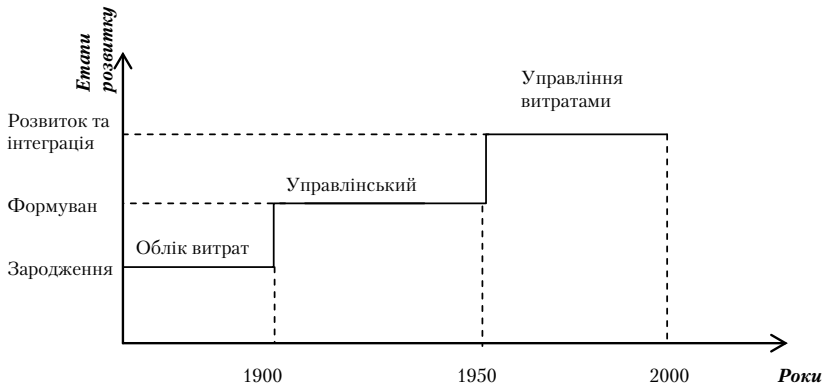 Етапи
розвитку
Управління
витратами
Розвиток та
інтеграція
Управлінський
Формуван
Облік витрат
Зародження
1900
1950
2000
Роки